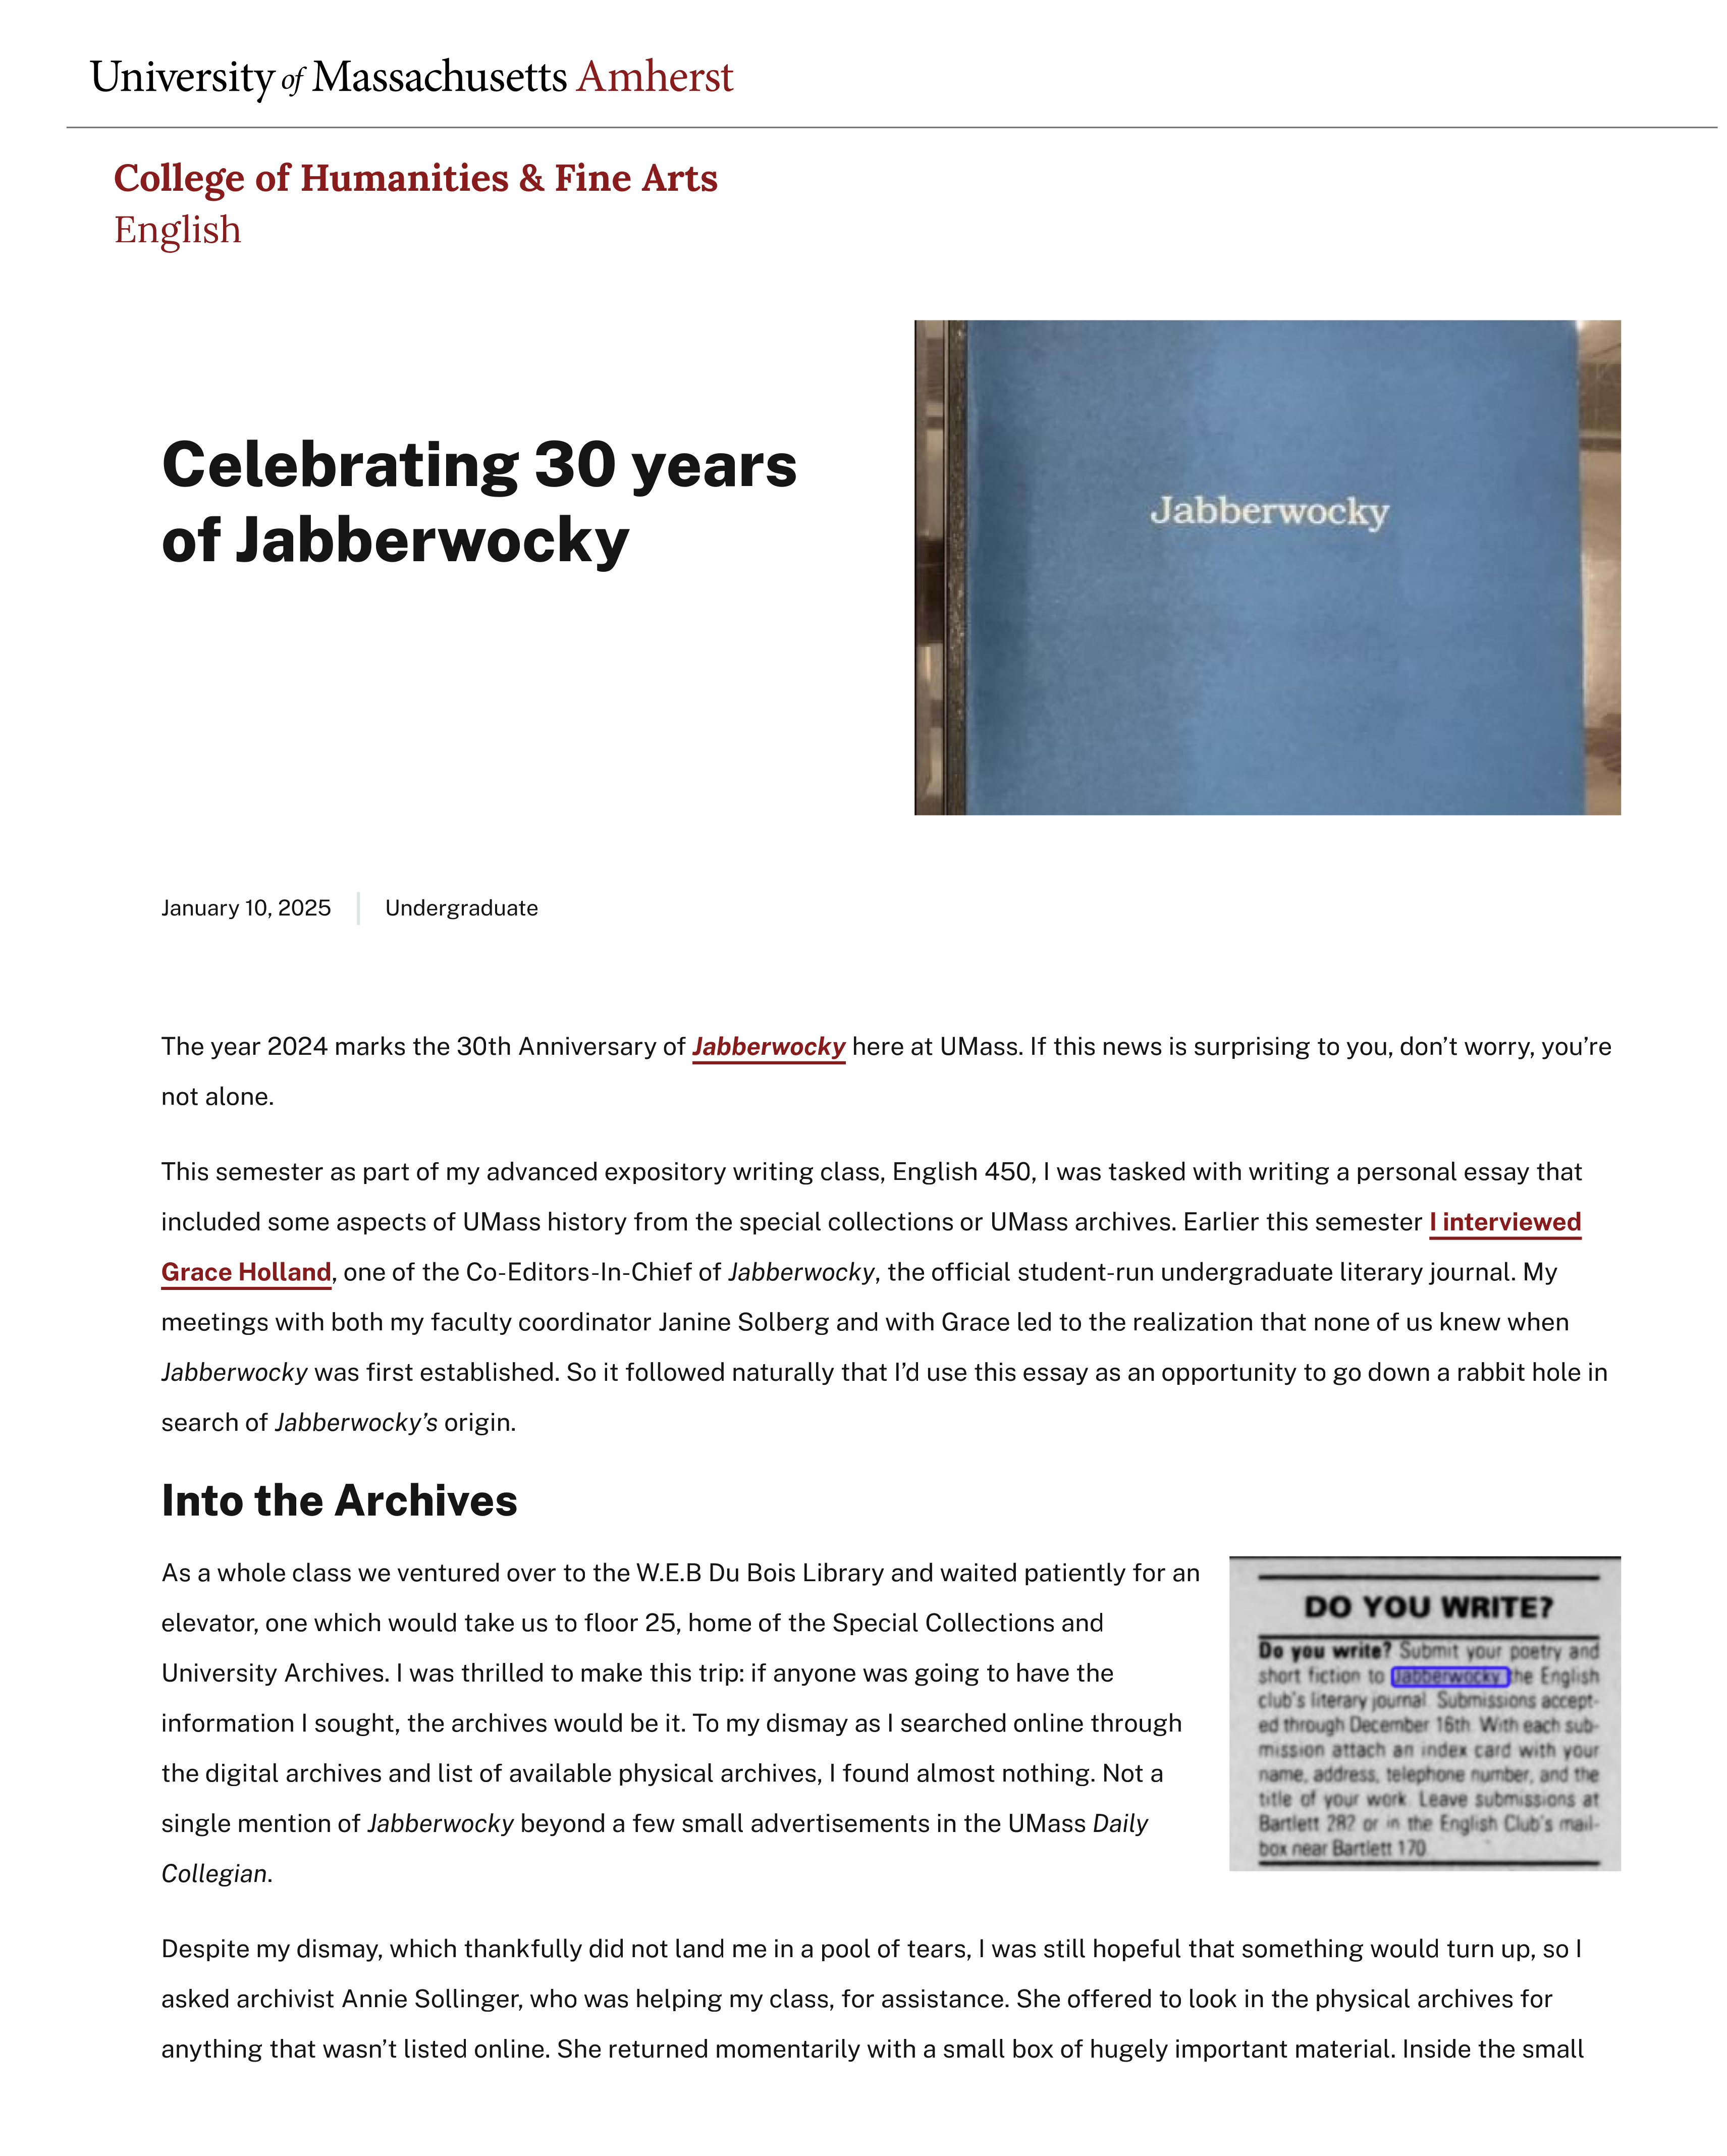 University of Massachusetts Amherst
College of Humanities & Fine Arts
English
Celebrating 30 years
of Jabberwocky
Jabberwocky
January 10, 2025
Undergraduate
The year 2024 marks the 30th Anniversary of Jabberwocky here at UMass. If this news is surprising to you, don’t worry, you’re
not alone.
This semester as part of my advanced expository writing class, English 450, I was tasked with writing a personal essay that
included some aspects of UMass history from the special collections or UMass archives. Earlier this semester I interviewed
Grace Holland, one of the Co-Editors-In-Chief of Jabberwocky, the official student-run undergraduate literary journal. My
meetings with both my faculty coordinator Janine Solberg and with Grace led to the realization that none of us knew when
Jabberwocky was first established. So it followed naturally that I’d use this essay as an opportunity to go down a rabbit hole in
search of Jabberwocky’s origin.
Into the Archives
As a whole class we ventured over to the W.E.B Du Bois Library and waited patiently for an
elevator, one which would take us to floor 25, home of the Special Collections and
University Archives. I was thrilled to make this trip: if anyone was going to have the
information I sought, the archives would be it. To my dismay as I searched online through
the digital archives and list of available physical archives, I found almost nothing. Not a
single mention of Jabberwocky beyond a few small advertisements in the UMass Daily
Collegian.
DO YOU WRITE?
Do you write? Submit your poetry and
short fiction to Jabberwocky the English
club's literary journal. Submissions accept-
ed through December 16th. With each sub-
mission attach an index card with your
name, address, telephone number, and the
title of your work. Leave submissions at
Bartlett 282 or in the English Club's mail-
box near Bartlett 170.
Despite my dismay, which thankfully did not land me in a pool of tears, I was still hopeful that something would turn up, so I
asked archivist Annie Sollinger, who was helping my class, for assistance. She offered to look in the physical archives for
anything that wasn’t listed online. She returned momentarily with a small box of hugely important material. Inside the small